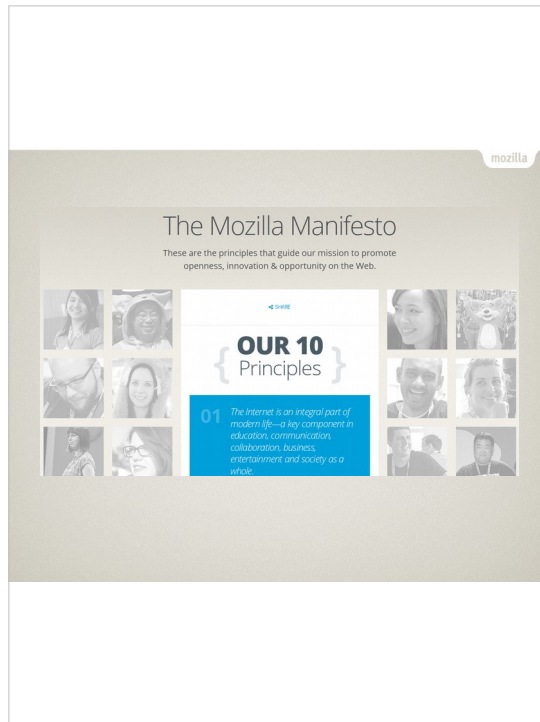 mozilla
The Mozilla Manifesto
These are the principles that guide our mission to promote
openness, innovation & opportunity on the Web.
SHARE
OUR 10
{ Principles }
01 The Internet is an integral part of
modern life—a key component in
education, communication,
collaboration, business,
entertainment and society as a
whole.